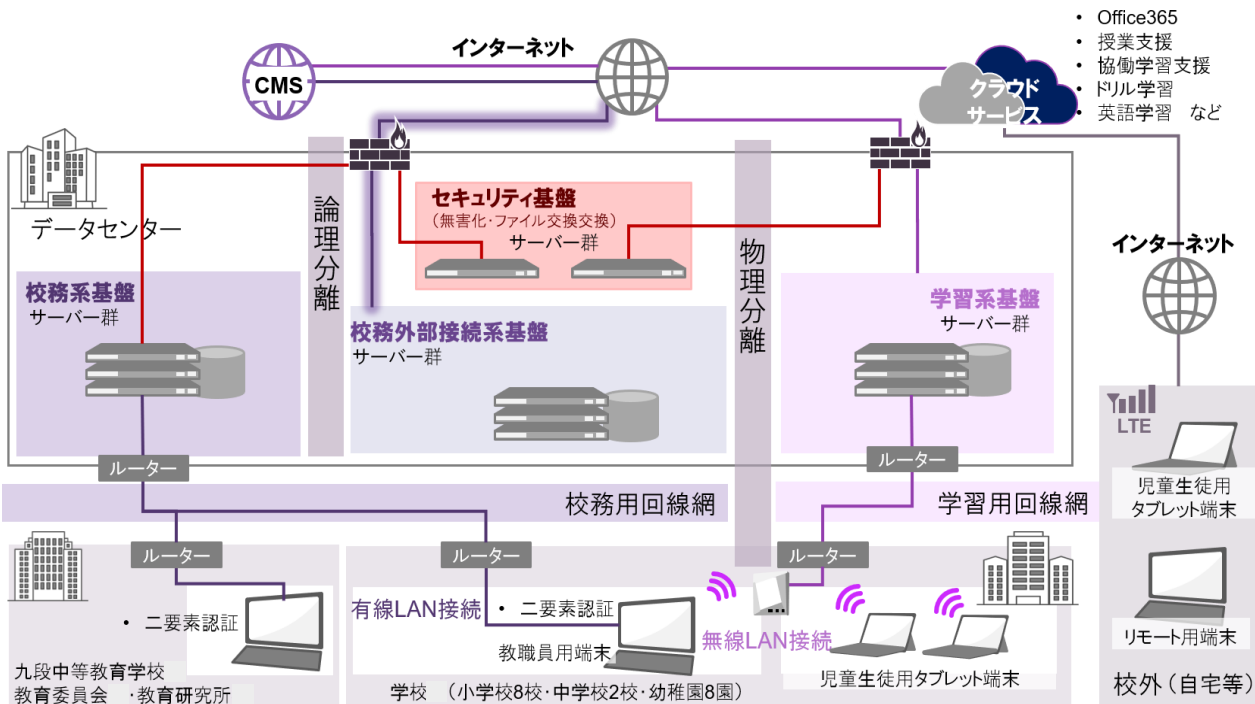 インターネット
CMS
クラウド
サービス
• Office365
• 授業支援
• 協働学習支援
• ドリル学習
• 英語学習 など
データセンター
論理分離
セキュリティ基盤
(無害化・ファイル交換交換)
サーバー群
物理分離
インターネット
校務系基盤
サーバー群
校務外部接続系基盤
サーバー群
学習系基盤
サーバー群
LTE
児童生徒用
タブレット端末
リモート用端末
校外(自宅等)
ルーター
ルーター
校務用回線網
学習用回線網
ルーター
ルーター
ルーター
• 二要素認証
九段中等教育学校
教育委員会 ・教育研究所
有線LAN接続
• 二要素認証
教職員用端末
無線LAN接続
児童生徒用タブレット端末
学校 (小学校8校・中学校2校・幼稚園8園)